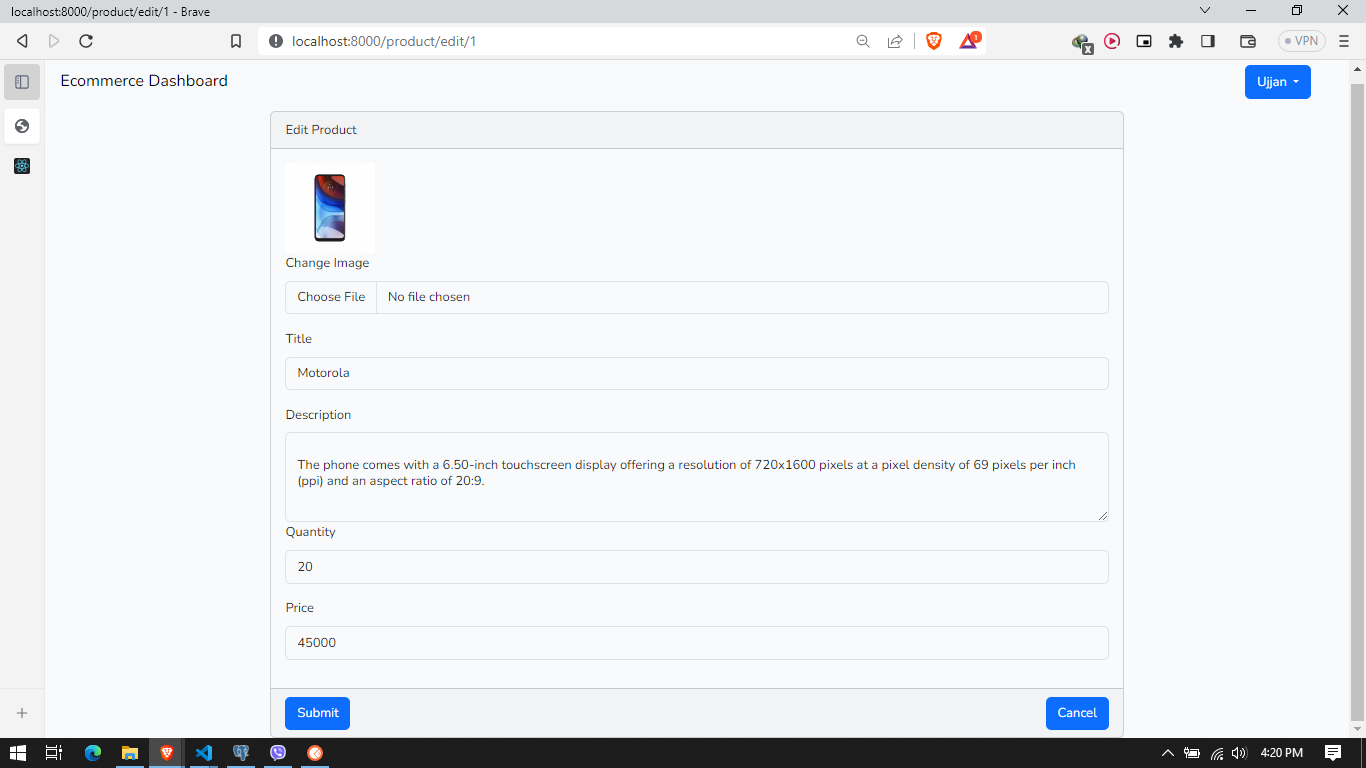 localhost:8000/product/edit/1 - Brave
localhost:8000/product/edit/1
1
VPN
Ecommerce Dashboard
Ujjan
Edit Product
Change Image
Choose File
No file chosen
Title
Motorola
Description
The phone comes with a 6.50-inch touchscreen display offering a resolution of 720x1600 pixels at a pixel density of 69 pixels per inch
(ppi) and an aspect ratio of 20:9.
Quantity
20
Price
45000
Submit
Cancel
4:20 PM